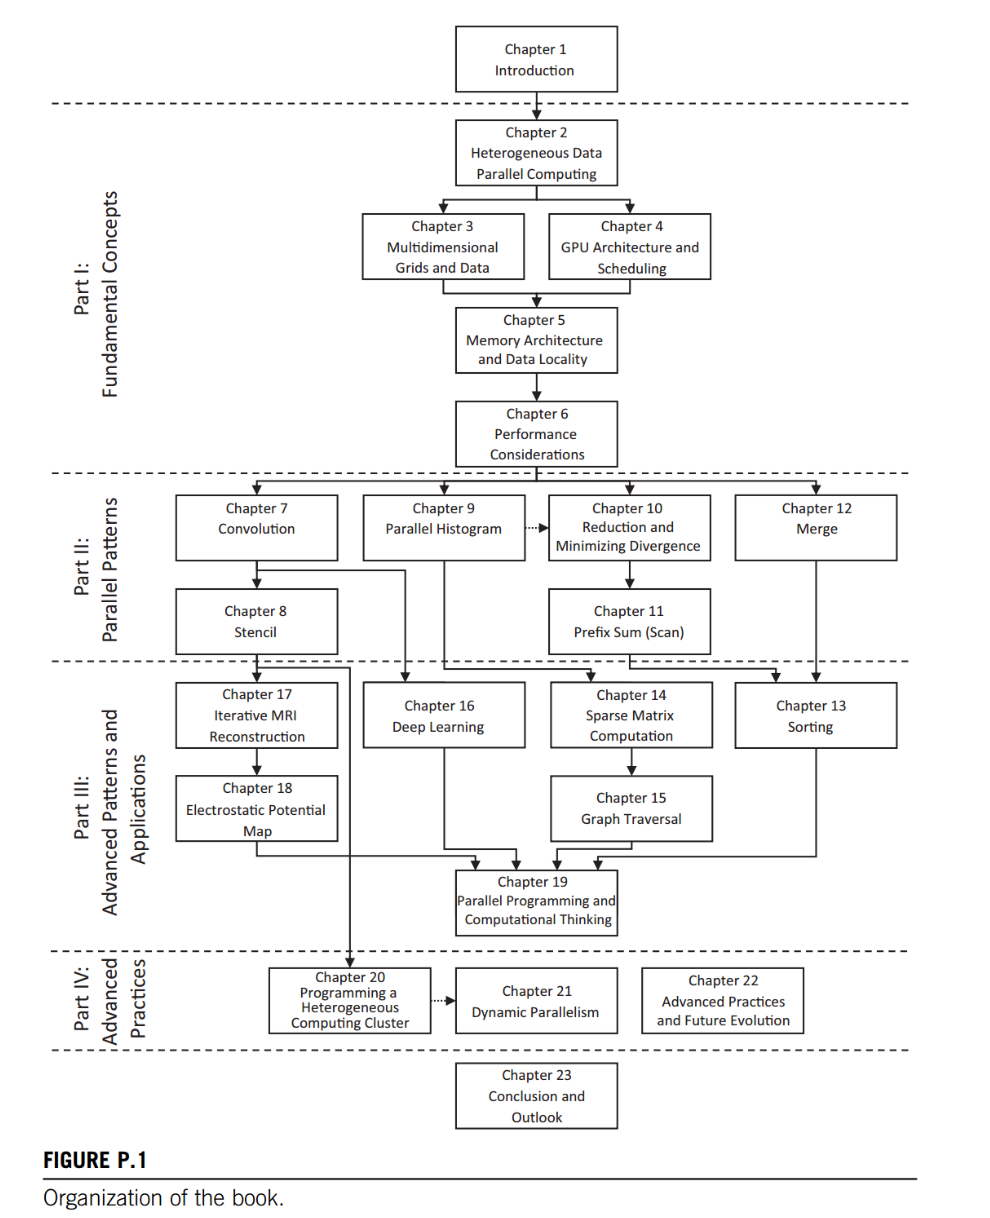 Chapter 1
Introduction
Part I:
Fundamental Concepts
Chapter 2
Heterogeneous Data
Parallel Computing
Chapter 3
Multidimensional
Grids and Data
Chapter 4
GPU Architecture and
Scheduling
Chapter 5
Memory Architecture
and Data Locality
Chapter 6
Performance
Considerations
Part II:
Parallel Patterns
Chapter 7
Convolution
Chapter 9
Parallel Histogram
Chapter 10
Reduction and
Minimizing Divergence
Chapter 12
Merge
Chapter 8
Stencil
Chapter 11
Prefix Sum (Scan)
Part III:
Advanced Patterns and
Applications
Chapter 17
Iterative MRI
Reconstruction
Chapter 16
Deep Learning
Chapter 14
Sparse Matrix
Computation
Chapter 13
Sorting
Chapter 18
Electrostatic Potential
Map
Chapter 15
Graph Traversal
Chapter 19
Parallel Programming and
Computational Thinking
Part IV:
Advanced
Practices
Chapter 20
Programming a
Heterogeneous
Computing Cluster
Chapter 21
Dynamic Parallelism
Chapter 22
Advanced Practices
and Future Evolution
Chapter 23
Conclusion and
Outlook
FIGURE P.1
Organization of the book.